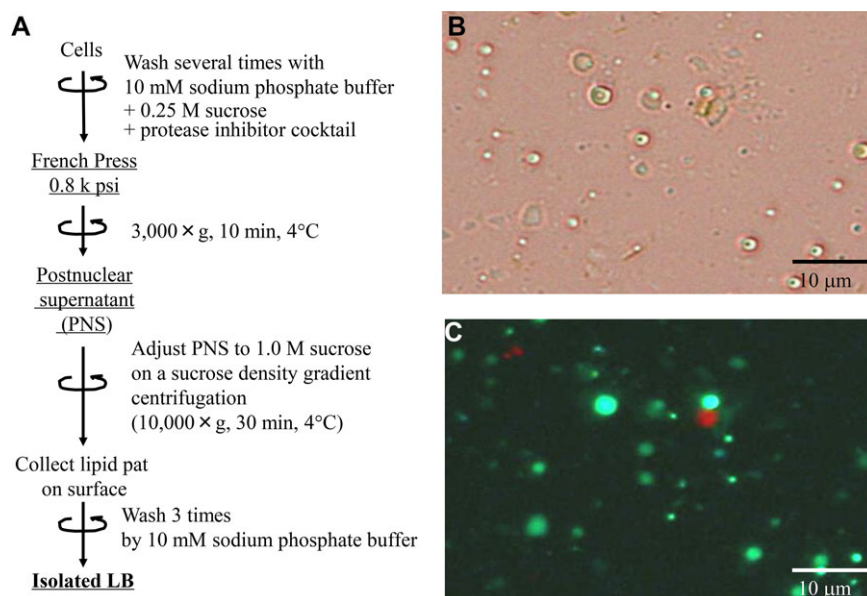 A
Cells
Wash several times with
10 mM sodium phosphate buffer
+ 0.25 M sucrose
+ protease inhibitor cocktail
French Press
0.8 k psi
3,000 × g, 10 min, 4°C
Postnuclear
supernatant
(PNS)
Adjust PNS to 1.0 M sucrose
on a sucrose density gradient
centrifugation
(10,000 × g, 30 min, 4°C)
Collect lipid pat
on surface
Wash 3 times
by 10 mM sodium phosphate buffer
Isolated LB
B
10 μm
C
10 μm